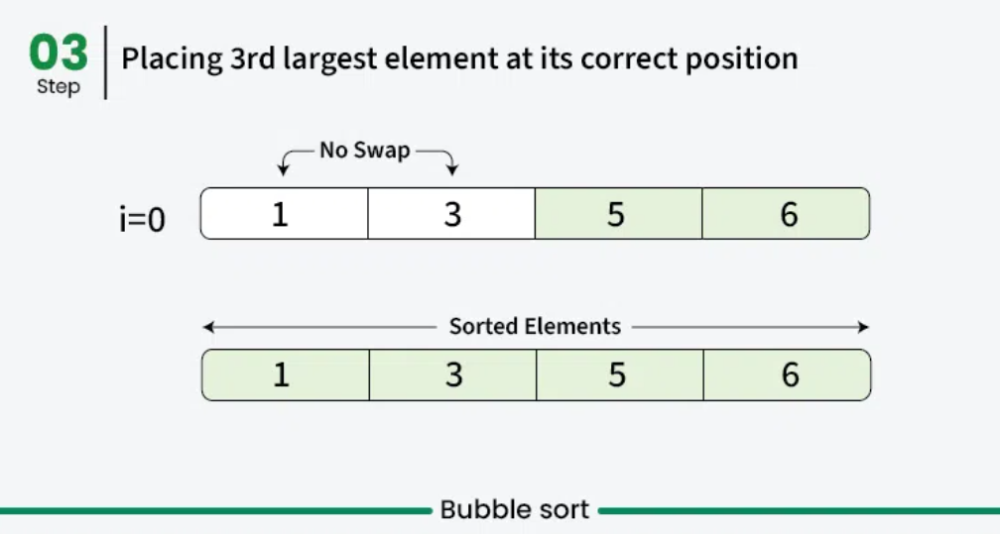 03
Step
Placing 3rd largest element at its correct position
No Swap
i=0
1 3 5 6
Sorted Elements
1 3 5 6
Bubble sort